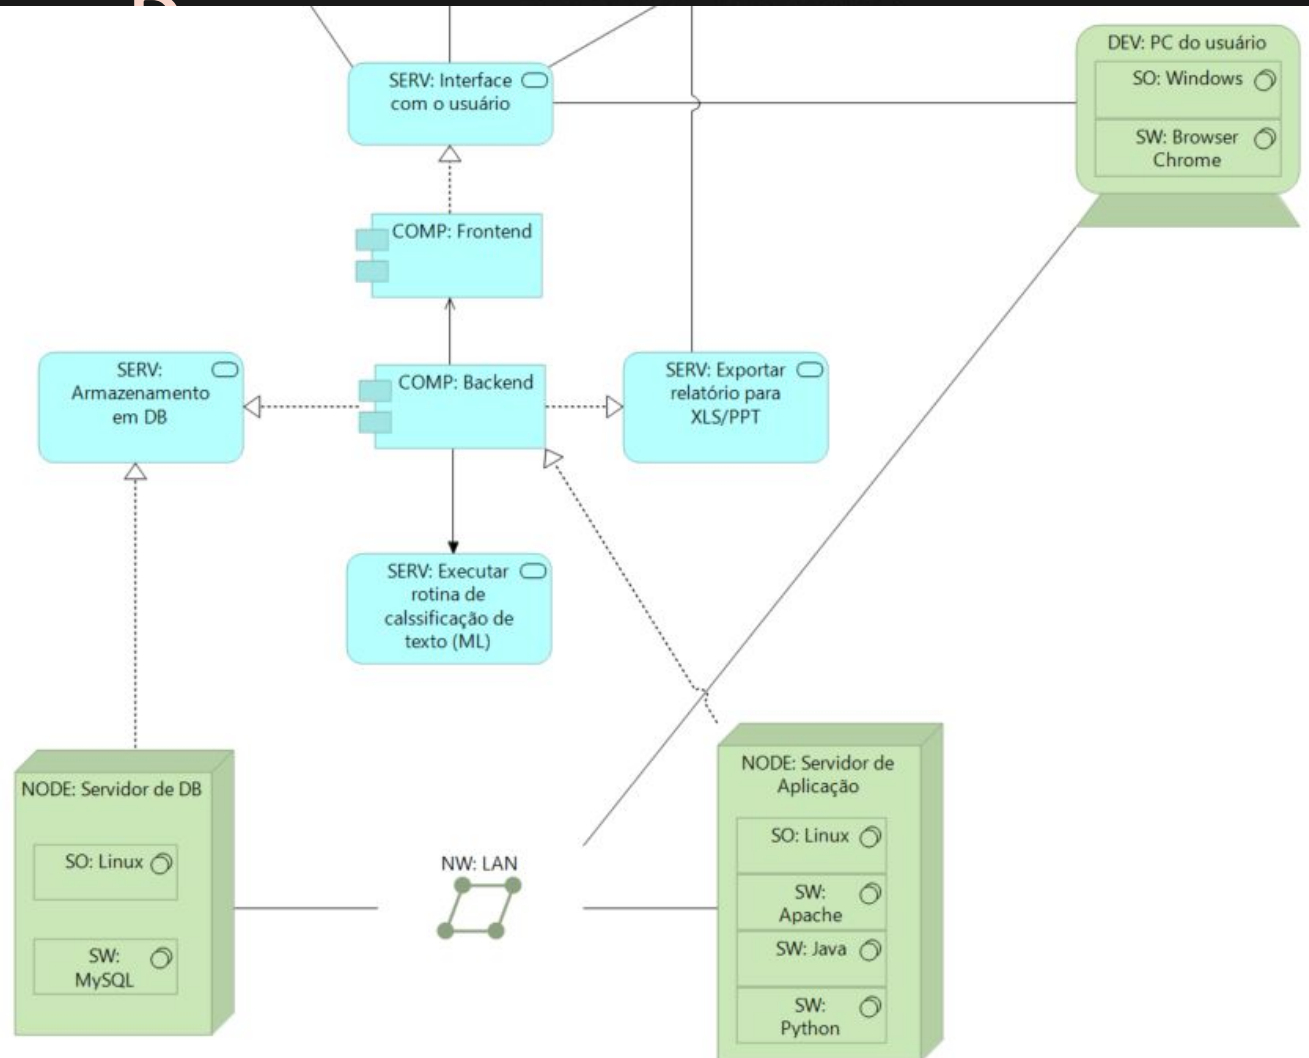 DEV: PC do usuário
SO: Windows
SW: Browser
Chrome
SERV: Interface
com o usuário
COMP: Frontend
SERV:
Armazenamento
em DB
COMP: Backend
SERV: Exportar
relatório para
XLS/PPT
SERV: Executar
rotina de
calssificação de
texto (ML)
NODE: Servidor de DB
SO: Linux
SW:
MySQL
NW: LAN
NODE: Servidor de
Aplicação
SO: Linux
SW:
Apache
SW: Java
SW:
Python